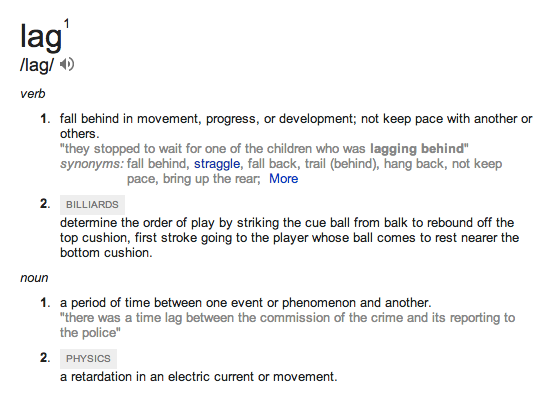 lag1
/lag/
verb
1. fall behind in movement, progress, or development; not keep pace with another or
others.
"they stopped to wait for one of the children who was lagging behind"
synonyms: fall behind, straggle, fall back, trail (behind), hang back, not keep
pace, bring up the rear; More
2. BILLIARDS
determine the order of play by striking the cue ball from balk to rebound off the
top cushion, first stroke going to the player whose ball comes to rest nearer the
bottom cushion.
noun
1. a period of time between one event or phenomenon and another.
"there was a time lag between the commission of the crime and its reporting to
the police"
2. PHYSICS
a retardation in an electric current or movement.